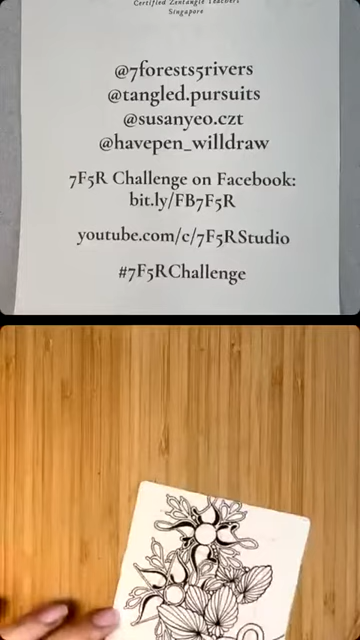 Certified Zentangle Teachers
Singapore
@7forests5rivers
@tangled.pursuits
@susanyeo.czt
@havepen_willdraw
7F5R Challenge on Facebook:
bit.ly/FB7F5R
youtube.com/c/7F5RStudio
#7F5RChallenge